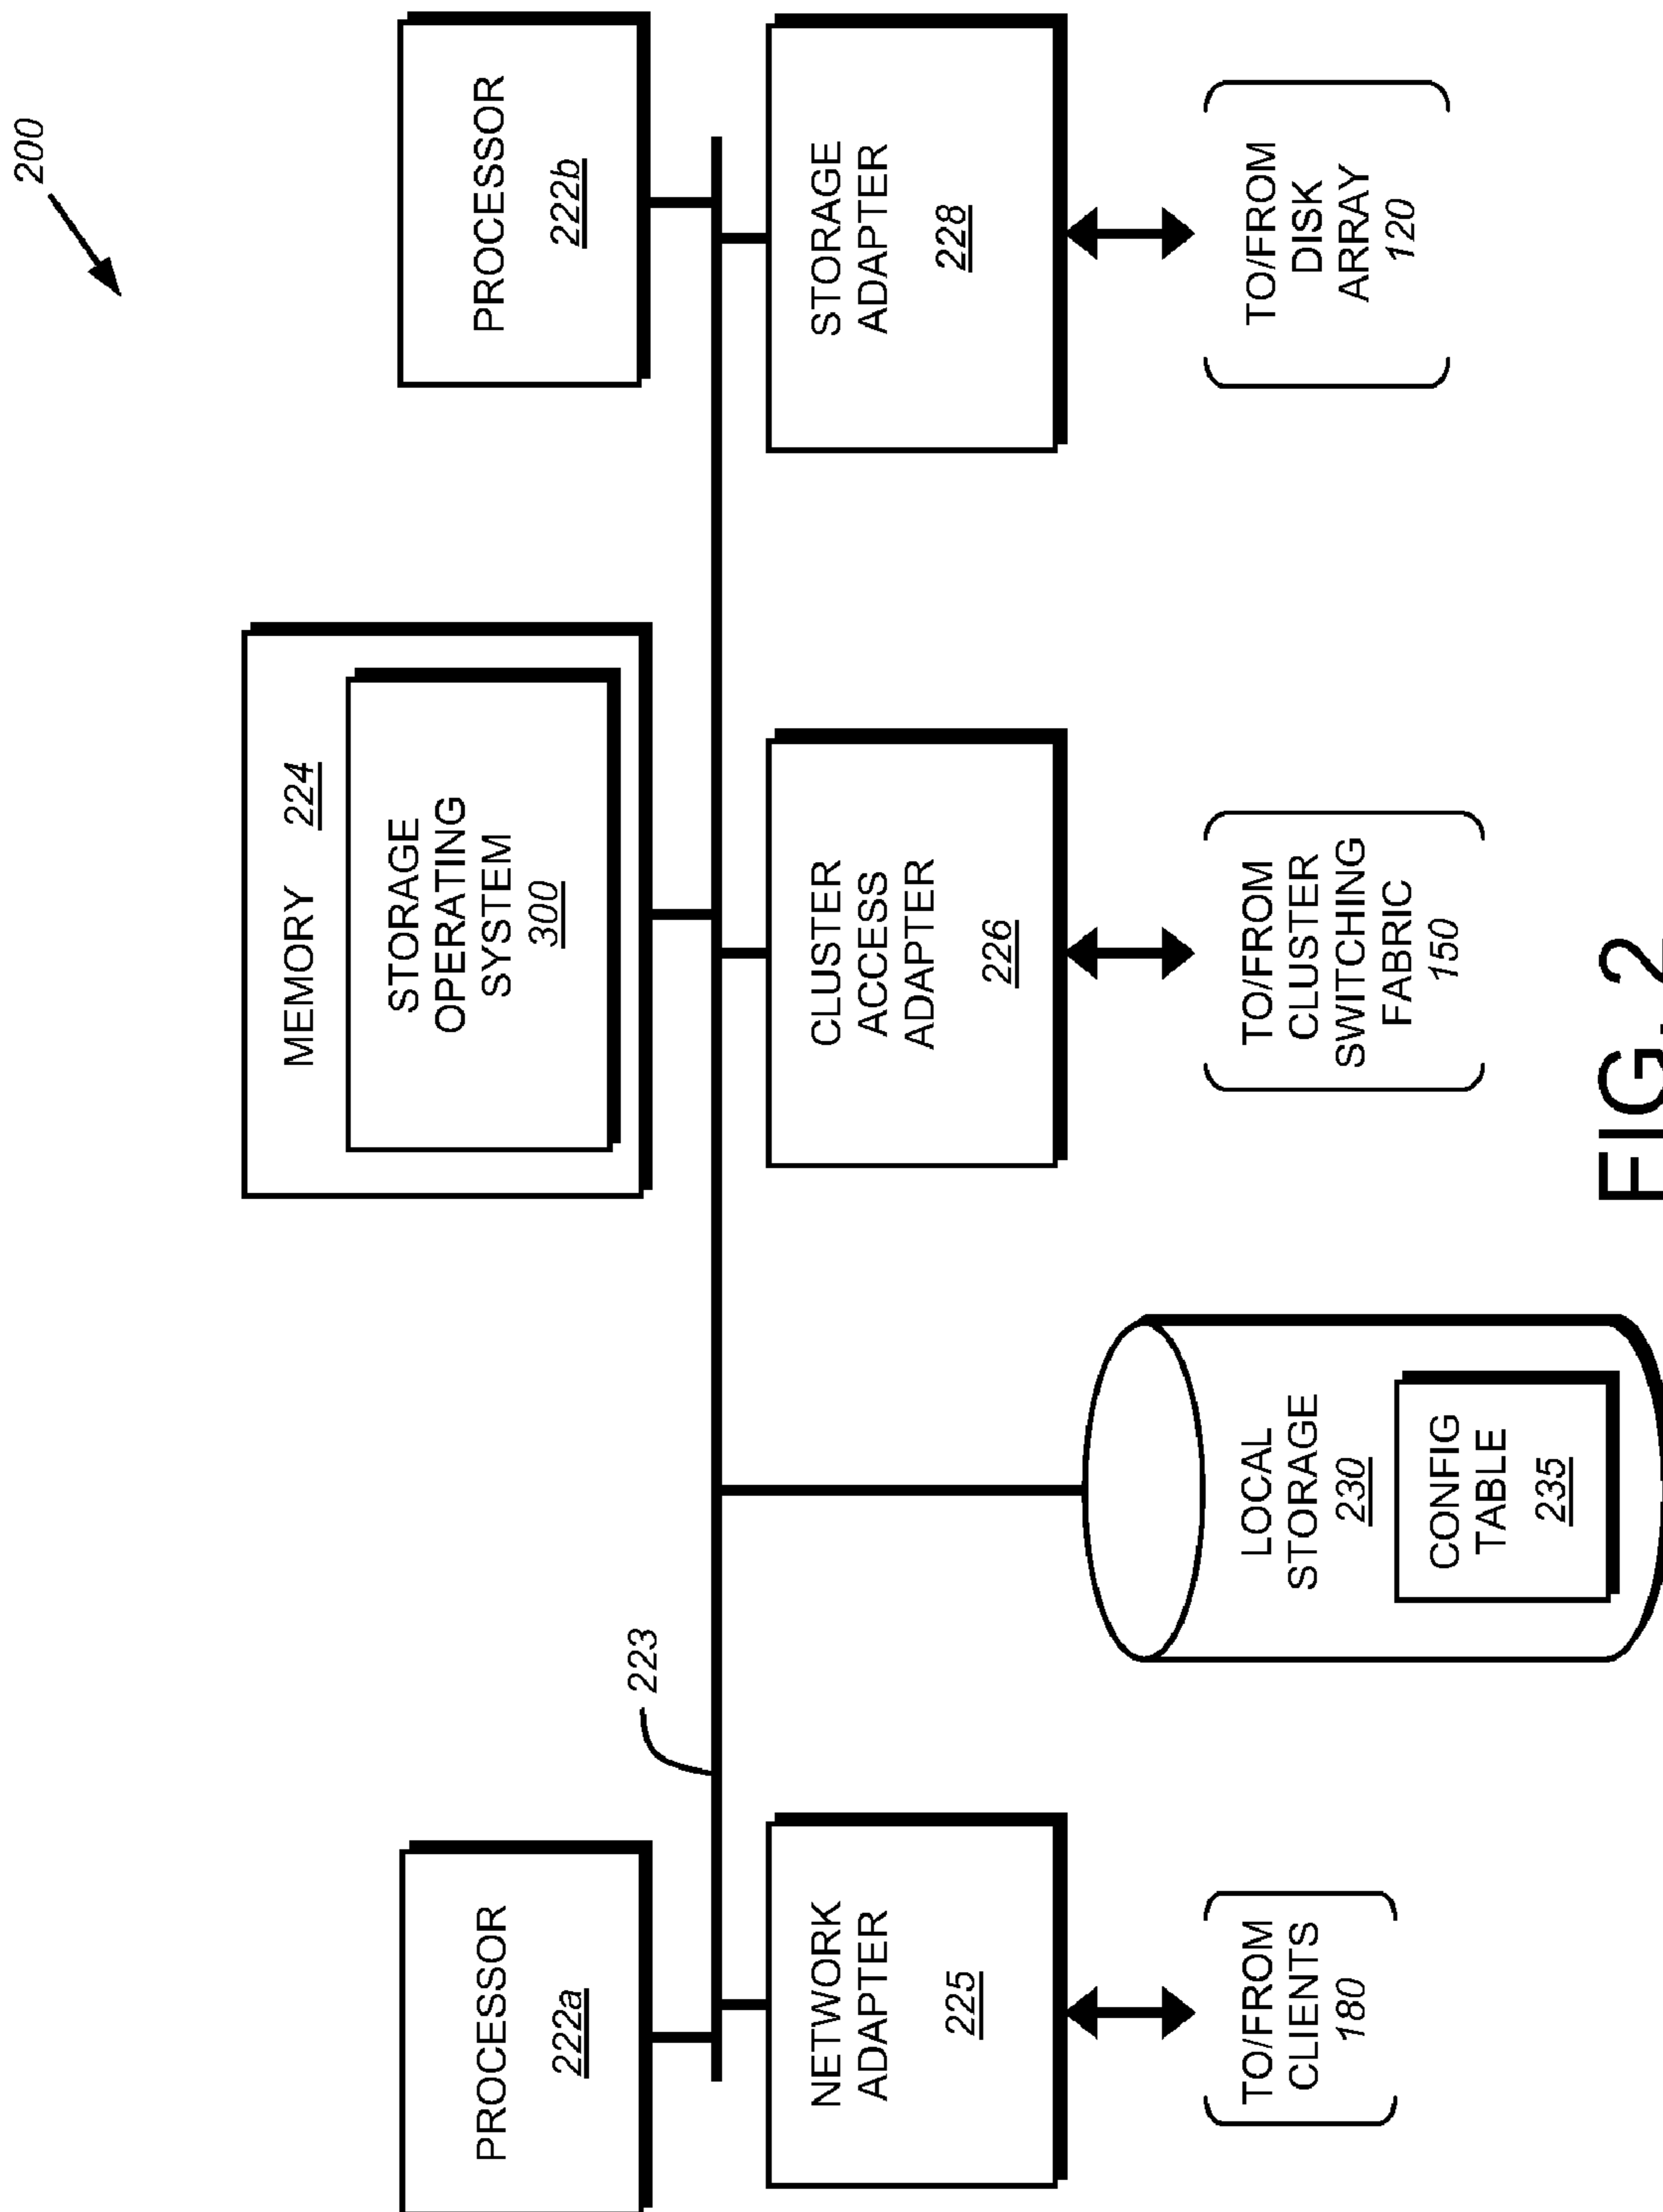 200
PROCESSOR
222a
MEMORY 224
STORAGE
OPERATING
SYSTEM
300
PROCESSOR
222b
223
NETWORK
ADAPTER
225
CLUSTER
ACCESS
ADAPTER
226
STORAGE
ADAPTER
228
TO/FROM
CLIENTS
180
LOCAL
STORAGE
230
CONFIG
TABLE
235
TO/FROM
CLUSTER
SWITCHING
FABRIC
150
TO/FROM
DISK
ARRAY
120
FIG. 2